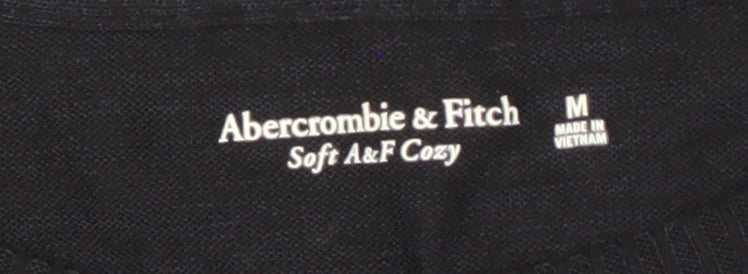 Abercrombie & Fitch
Soft A&F Cozy
M
MADE IN
VIETNAM